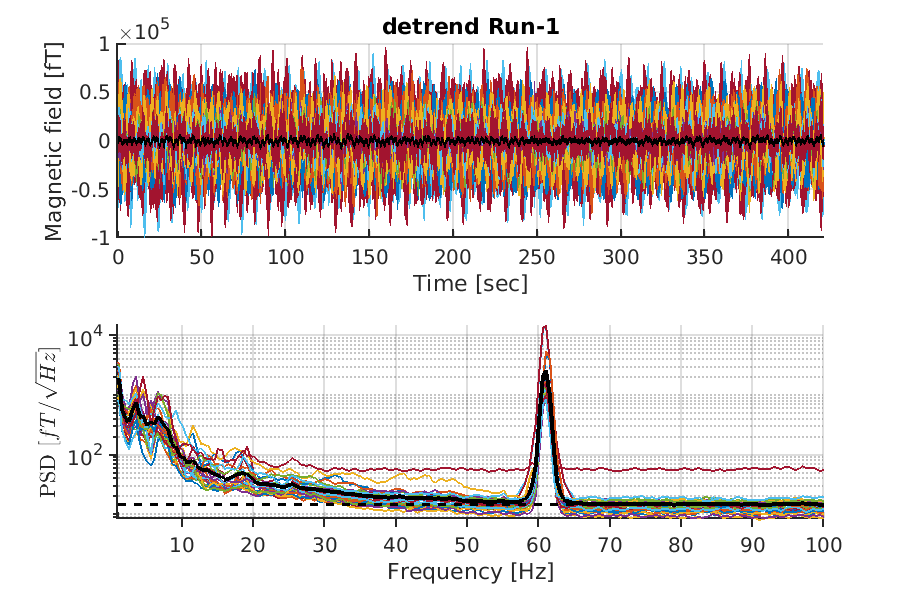 detrend Run-1
×10^5
Magnetic field [fT]
1
0.5
0
-0.5
-1
0 50 100 150 200 250 300 350 400
Time [sec]
PSD [fT/√Hz]
10^4
10^2
10 20 30 40 50 60 70 80 90 100
Frequency [Hz]